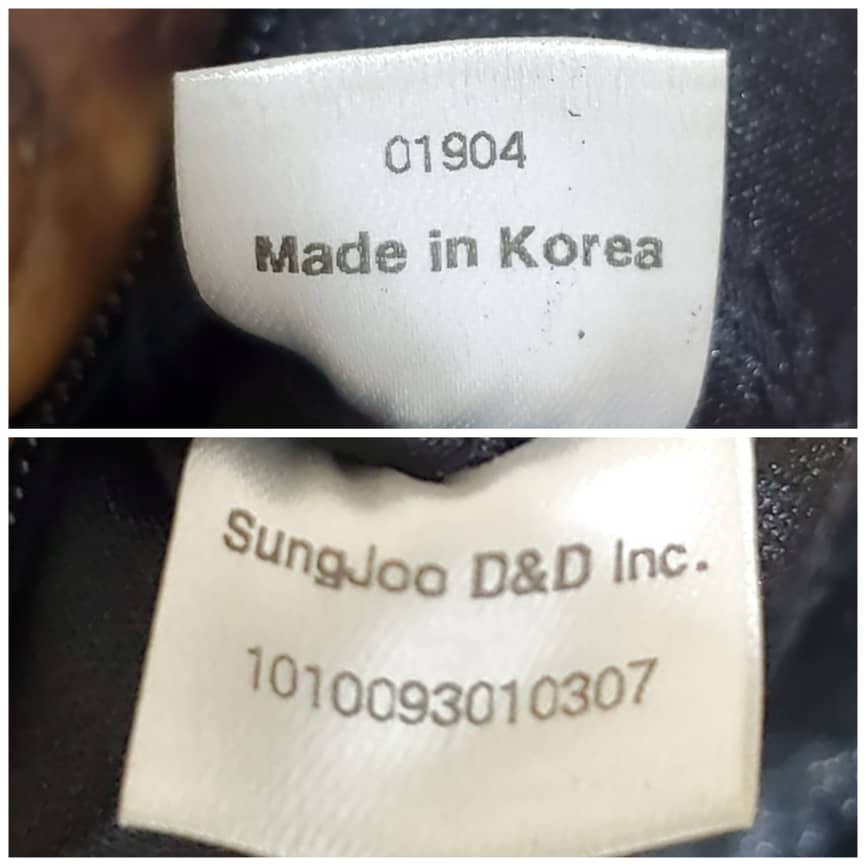 01904
Made in Korea
SungJoo D&D Inc.
1010093010307